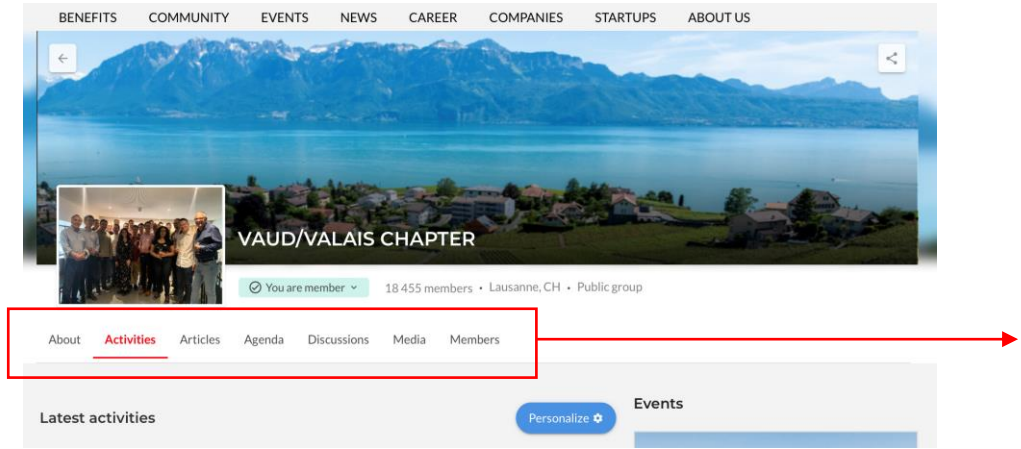 BENEFITS COMMUNITY EVENTS NEWS CAREER COMPANIES STARTUPS ABOUT US
VAUD/VALAIS CHAPTER
You are member 18 455 members • Lausanne, CH • Public group
About Activities Articles Agenda Discussions Media Members
Latest activities Personalize Events